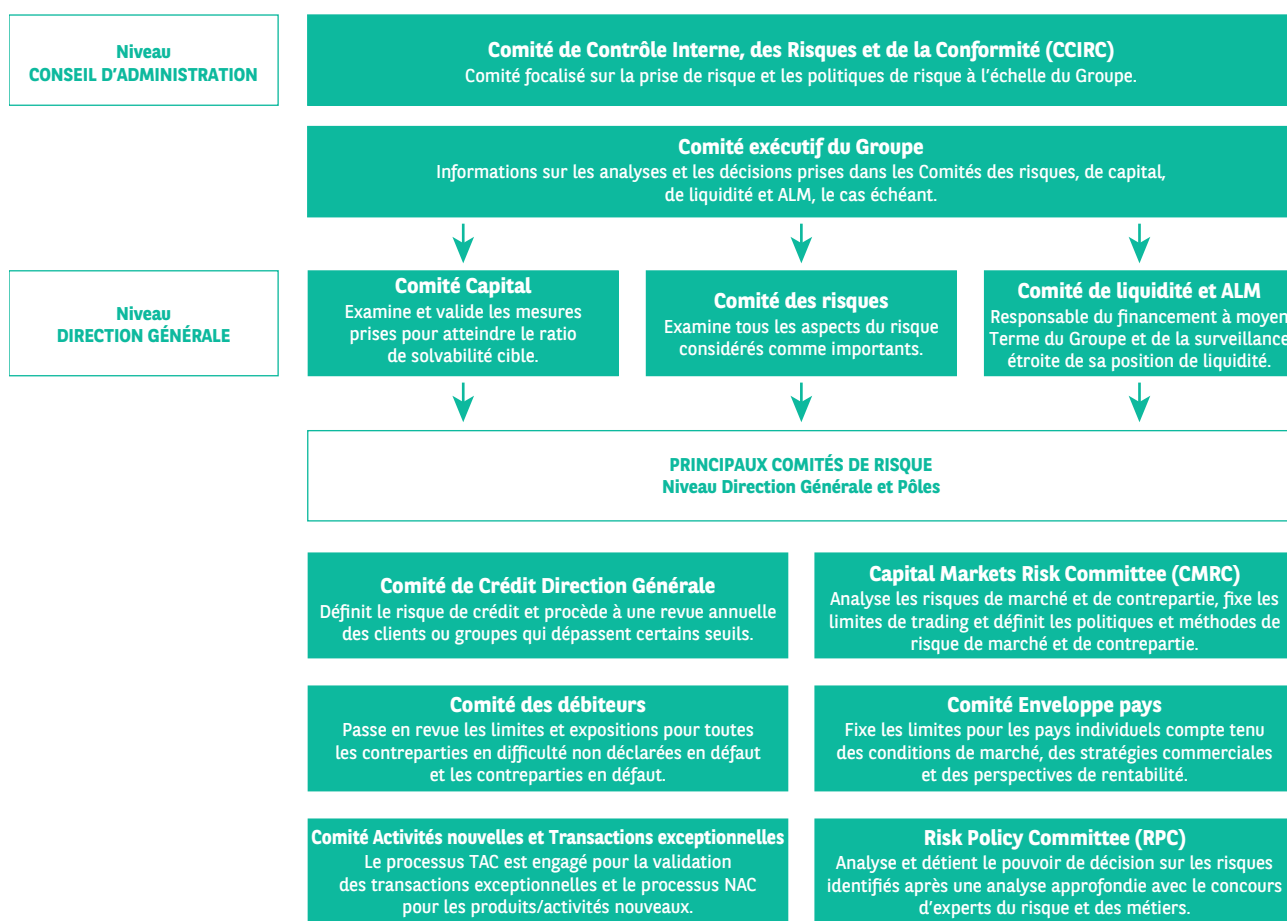 Niveau
CONSEIL D'ADMINISTRATION
Comité de Contrôle Interne, des Risques et de la Conformité (CCIRC)
Comité focalisé sur la prise de risque et les politiques de risque à l’échelle du Groupe.
Comité exécutif du Groupe
Informations sur les analyses et les décisions prises dans les Comités des risques, de capital,
de liquidité et ALM, le cas échéant.
Niveau
DIRECTION GÉNÉRALE
Comité Capital
Examine et valide les mesures
prises pour atteindre le ratio
de solvabilité cible.
Comité des risques
Examine tous les aspects du risque
considérés comme importants.
Comité de liquidité et ALM
Responsable du financement à moyen
Terme du Groupe et de la surveillance
étroite de sa position de liquidité.
PRINCIPAUX COMITÉS DE RISQUE
Niveau Direction Générale et Pôles
Comité de Crédit Direction Générale
Définit le risque de crédit et procède à une revue annuelle
des clients ou groupes qui dépassent certains seuils.
Capital Markets Risk Committee (CMRC)
Analyse les risques de marché et de contrepartie, fixe les
limites de trading et définit les politiques et méthodes de
risque de marché et de contrepartie.
Comité des débiteurs
Passe en revue les limites et expositions pour toutes
les contreparties en difficulté non déclarées en défaut
et les contreparties en défaut.
Comité Enveloppe pays
Fixe les limites pour les pays individuels compte tenu
des conditions de marché, des stratégies commerciales
et des perspectives de rentabilité.
Comité Activités nouvelles et Transactions exceptionnelles
Le processus TAC est engagé pour la validation
des transactions exceptionnelles et le processus NAC
pour les produits/activités nouveaux.
Risk Policy Committee (RPC)
Analyse et détient le pouvoir de décision sur les risques
identifiés après une analyse approfondie avec le concours
d’experts du risque et des métiers.